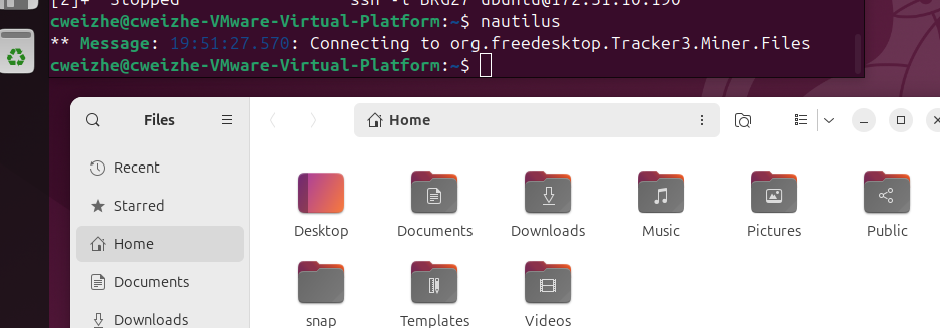 [2]+ Stopped ssh -t BRG27 ubuntu@172.31.10.190
cweizhe@cweizhe-VMware-Virtual-Platform:~$ nautilus
** Message: 19:51:27.570: Connecting to org.freedesktop.Tracker3.Miner.Files
cweizhe@cweizhe-VMware-Virtual-Platform:~$
Files
Home
Recent
Starred
Home
Documents
Downloads
Desktop
Documents
Downloads
Music
Pictures
Public
snap
Templates
Videos